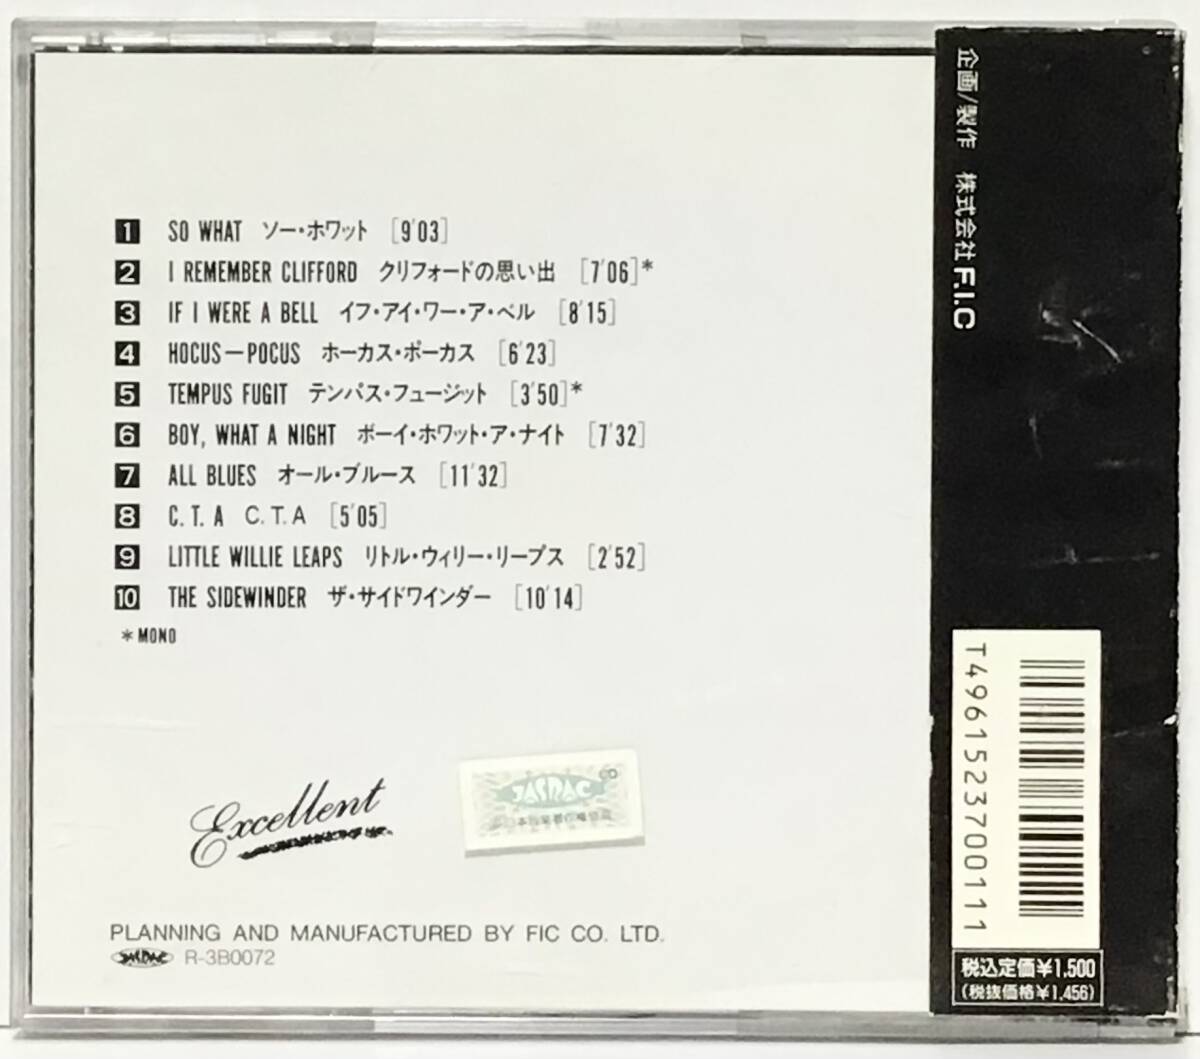 1 SO WHAT ソー・ホワット [9'03]
2 I REMEMBER CLIFFORD クリフォードの思い出 [7'06]*
3 IF I WERE A BELL イフ・アイ・ワー・ア・ベル [8'15]
4 HOCUS—POCUS ホーカス・ポーカス [6'23]
5 TEMPUS FUGIT テンパス・フュージット [3'50]*
6 BOY, WHAT A NIGHT ボーイ・ホワット・ア・ナイト [7'32]
7 ALL BLUES オール・ブルース [11'32]
8 C.T.A C.T.A [5'05]
9 LITTLE WILLIE LEAPS リトル・ウィリー・リープス [2'52]
10 THE SIDEWINDER ザ・サイドワインダー [10'14]
*MONO
Excellent
JASRAC
PLANNING AND MANUFACTURED BY FIC CO. LTD.
JASRAC R-3B0072
企画/製作 株式会社 F.I.C
T4961523700111
税込定価¥1,500
(税抜価格¥1,456)